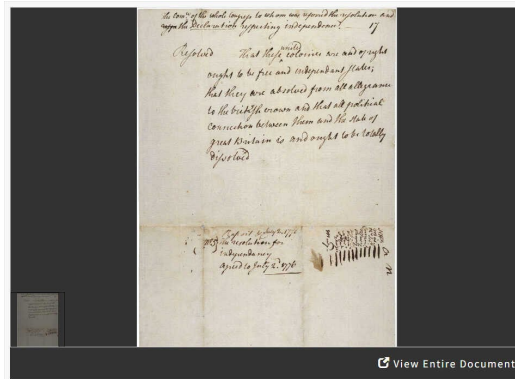 The Com.ee of the whole Congress to whom was referred the resolution and
the Declaration respecting independence. — 17
Resolved That these united colonies are and of right
ought to be free and independant states;
that they are absolved from all allegiance
to the british crown and that all political
connection between them and the state of
great Britain is and ought to be totally
dissolved
the resolution for
independancy
agreed to July 2.d 1776
View Entire Document